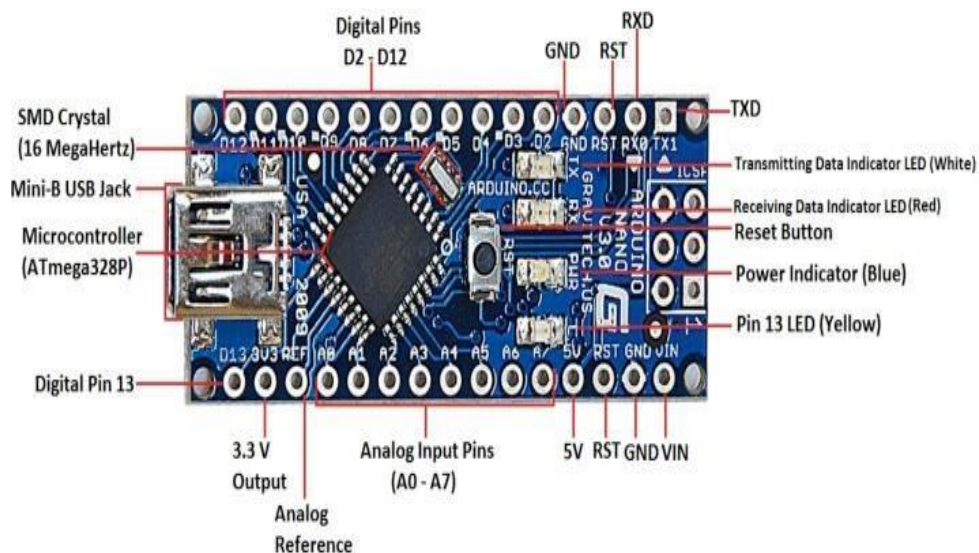 Digital Pins
D2 - D12
GND
RST
RXD
TXD
SMD Crystal
(16 MegaHertz)
Mini-B USB Jack
Microcontroller
(ATmega328P)
Digital Pin 13
D12 D11 D10 D9 D8 D7 D6 D5 D4 D3 D2 GND RST RX0 TX1
USA
2009
ARDUINO.CC
TX
RX
RST
PWR
L
GRAVITECH.US
ARDUINO
NANO
V3.0
ICSP
1
D13 3V3 REF A0 A1 A2 A3 A4 A5 A6 A7 5V RST GND VIN
Transmitting Data Indicator LED (White)
Receiving Data Indicator LED (Red)
Reset Button
Power Indicator (Blue)
Pin 13 LED (Yellow)
3.3 V
Output
Analog
Reference
Analog Input Pins
(A0 - A7)
5V
RST
GND
VIN